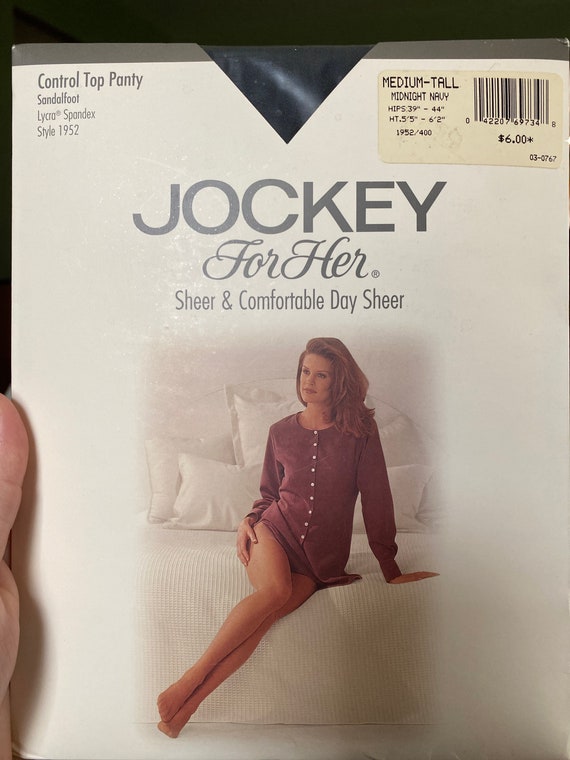 Control Top Panty
Sandalfoot
Lycra® Spandex
Style 1952
MEDIUM-TALL
MIDNIGHT NAVY
HIPS:39" - 44"
HT.5'5" - 6'2"
1952/400
0 42207 69734 8
$6.00*
03-0767
JOCKEY
For Her®
Sheer & Comfortable Day Sheer